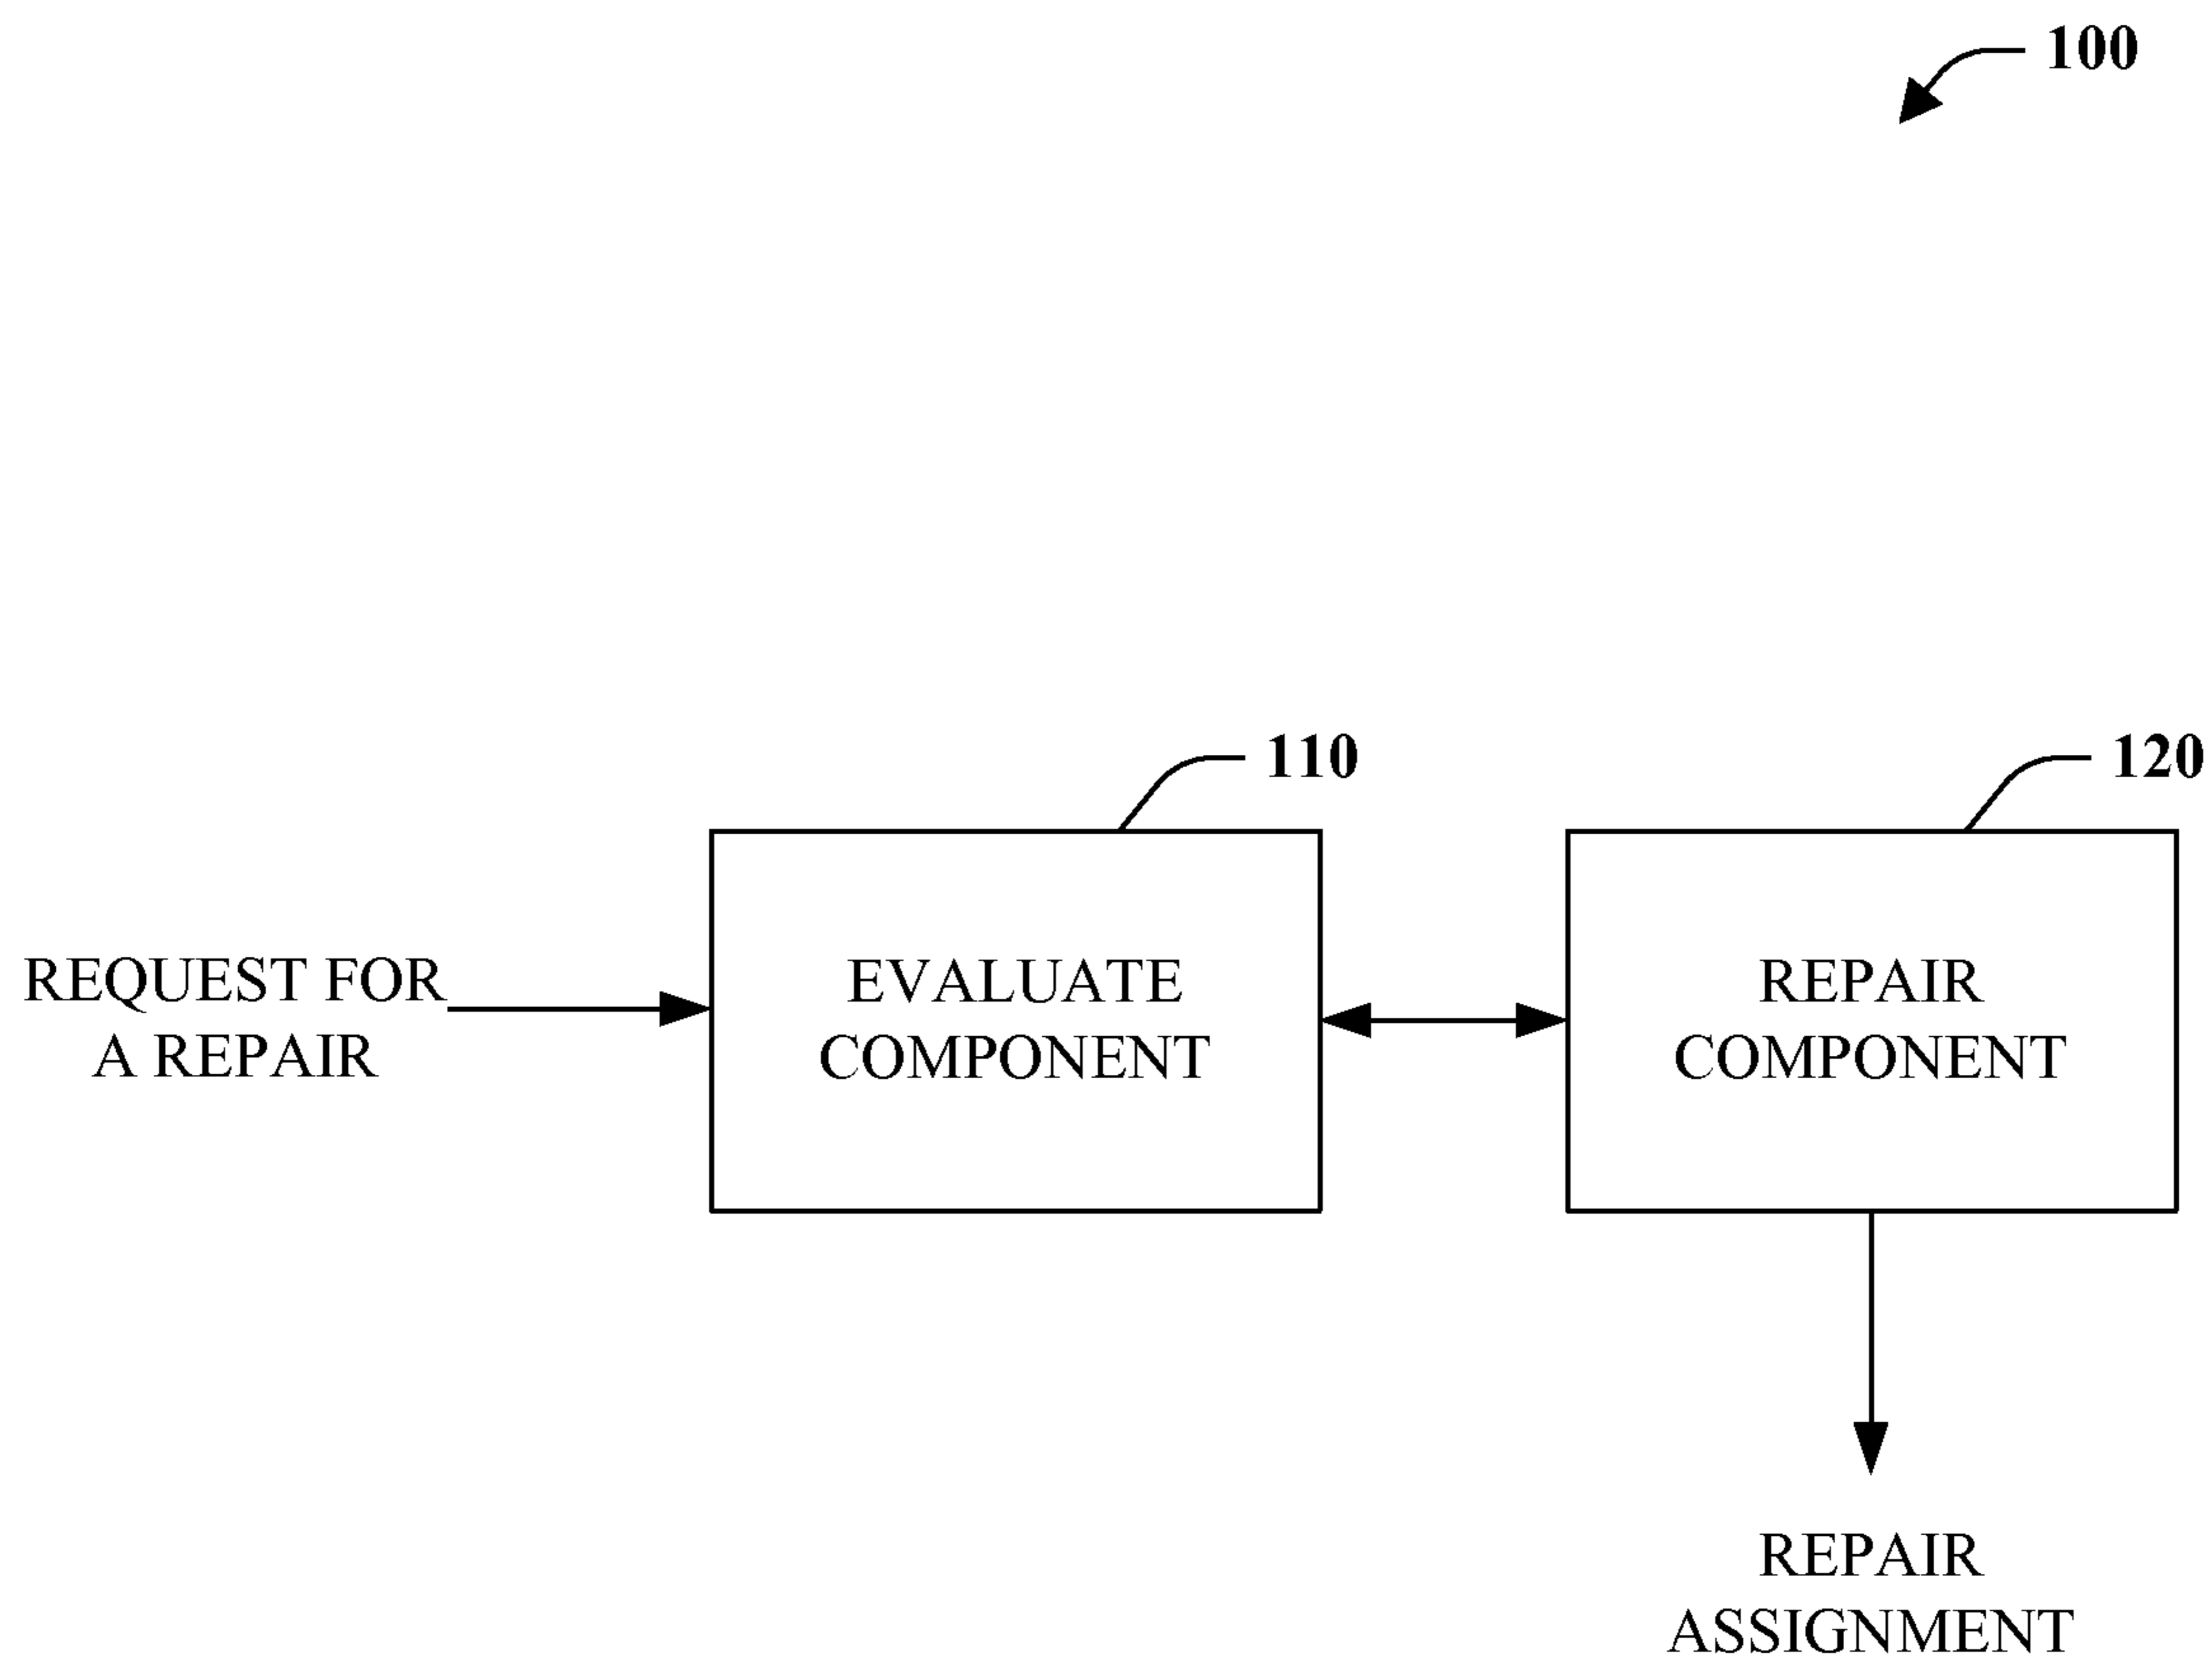 100
110
120
REQUEST FOR
A REPAIR
EVALUATE
COMPONENT
REPAIR
COMPONENT
REPAIR
ASSIGNMENT